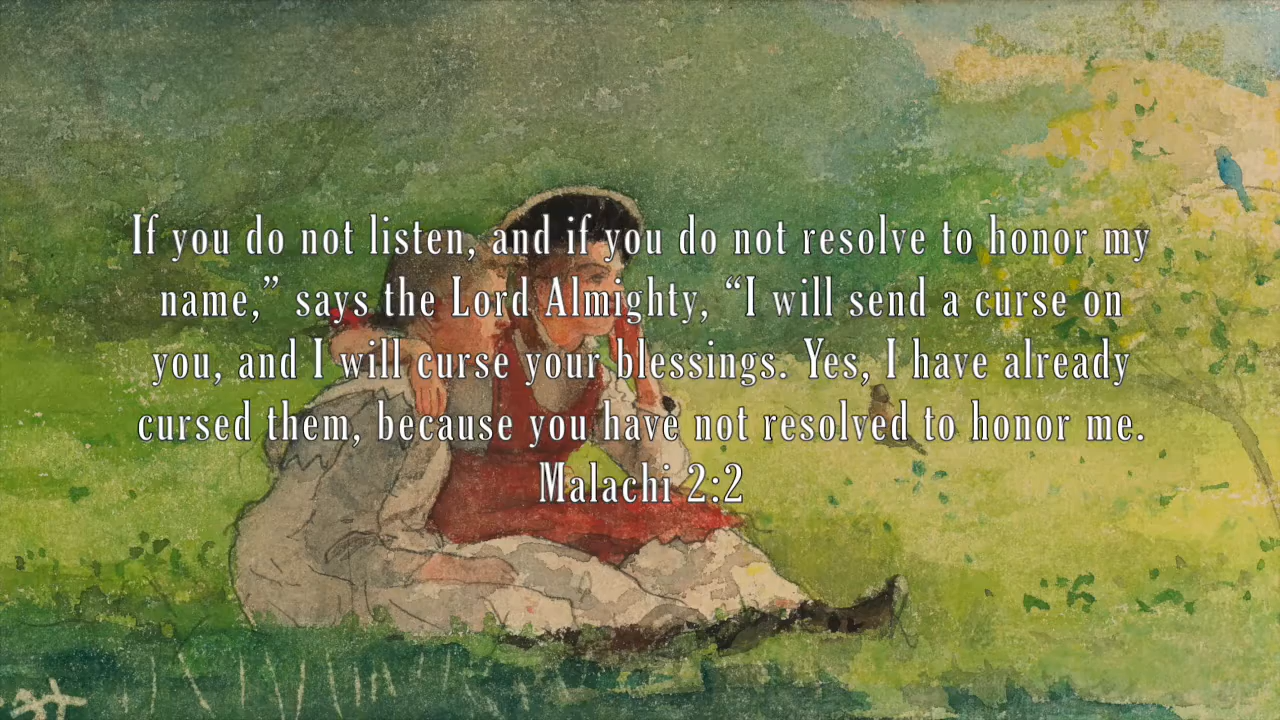 If you do not listen, and if you do not resolve to honor my
name,” says the Lord Almighty, “I will send a curse on
you, and I will curse your blessings. Yes, I have already
cursed them, because you have not resolved to honor me.
Malachi 2:2